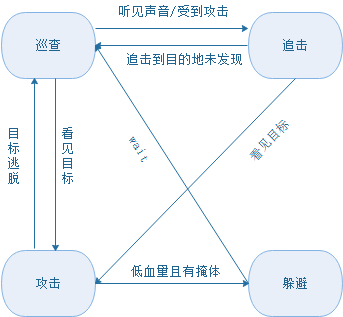 听见声音/受到攻击
巡查
追击
追击到目的地未发现
目标逃脱
看见目标
wait
看见目标
攻击
低血量且有掩体
躲避